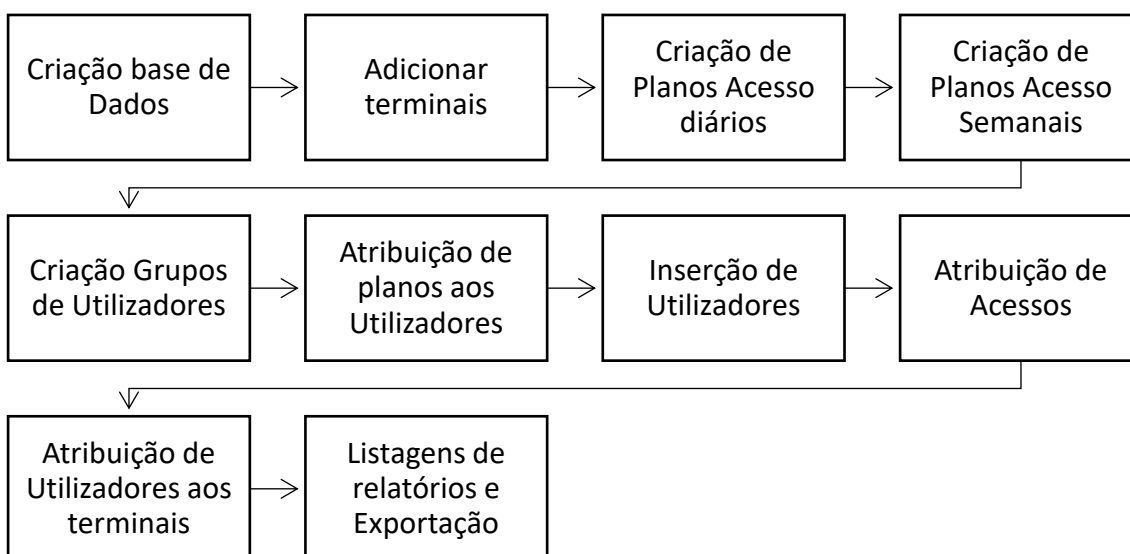 Criação base de
Dados
Adicionar
terminais
Criação de
Planos Acesso
diários
Criação de
Planos Acesso
Semanais
Criação Grupos
de Utilizadores
Atribuição de
planos aos
Utilizadores
Inserção de
Utilizadores
Atribuição de
Acessos
Atribuição de
Utilizadores aos
terminais
Listagens de
relatórios e
Exportação